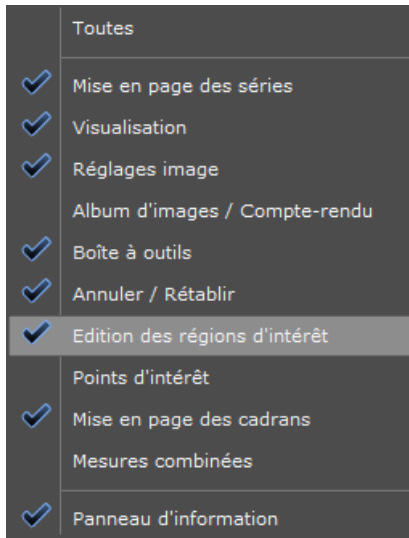 Toutes
Mise en page des séries
Visualisation
Réglages image
Album d'images / Compte-rendu
Boîte à outils
Annuler / Rétablir
Edition des régions d'intérêt
Points d'intérêt
Mise en page des cadrans
Mesures combinées
Panneau d'information